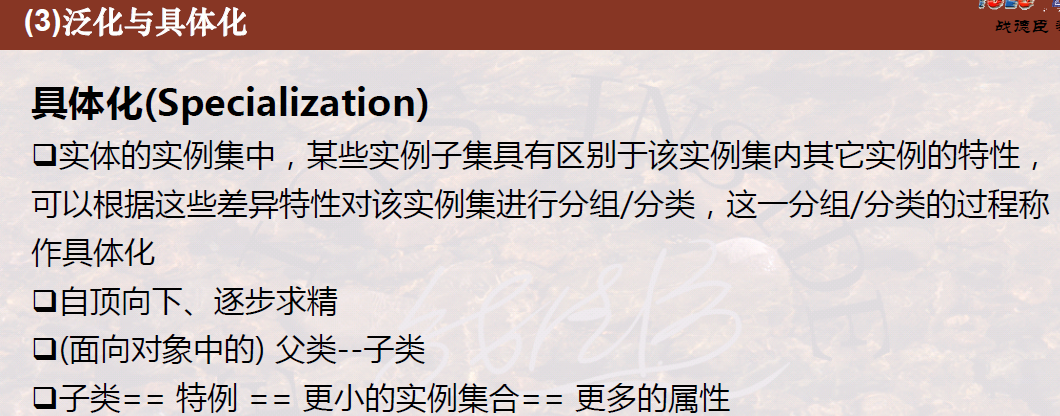 (3)泛化与具体化
战德臣
具体化(Specialization)
❑实体的实例集中，某些实例子集具有区别于该实例集内其它实例的特性，
可以根据这些差异特性对该实例集进行分组/分类，这一分组/分类的过程称
作具体化
❑自顶向下、逐步求精
❑(面向对象中的) 父类--子类
❑子类== 特例 == 更小的实例集合== 更多的属性